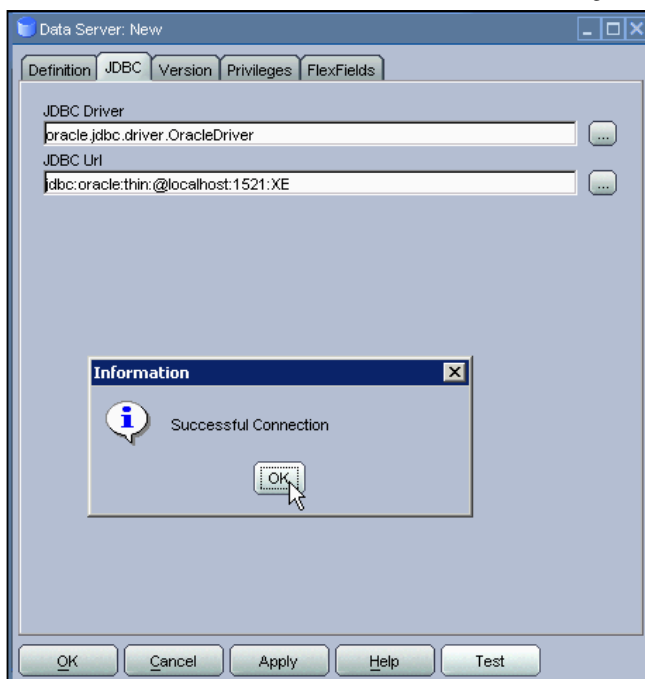 Data Server: New
Definition JDBC Version Privileges FlexFields
JDBC Driver
oracle.jdbc.driver.OracleDriver
...
JDBC Url
jdbc:oracle:thin:@localhost:1521:XE
...
Information
Successful Connection
OK
OK Cancel Apply Help Test